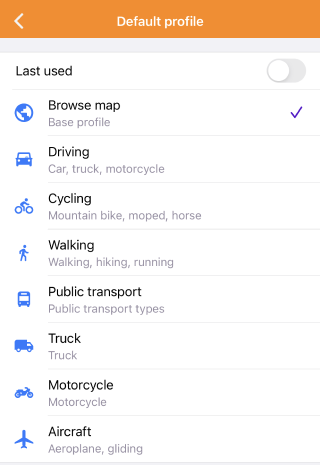 Default profile
Last used
Browse map
Base profile
Driving
Car, truck, motorcycle
Cycling
Mountain bike, moped, horse
Walking
Walking, hiking, running
Public transport
Public transport types
Truck
Truck
Motorcycle
Motorcycle
Aircraft
Aeroplane, gliding